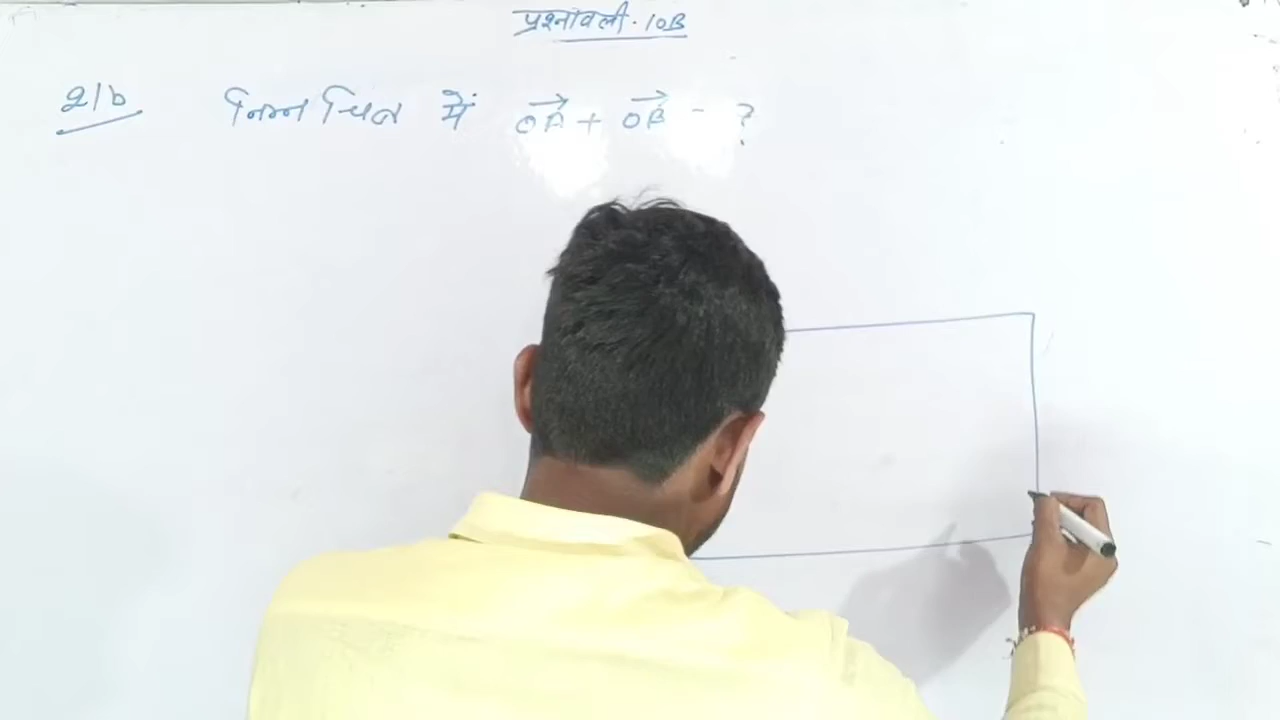 प्रश्नावली. 10B
21b निम्न चित्र में OA→ + OB→ = ?